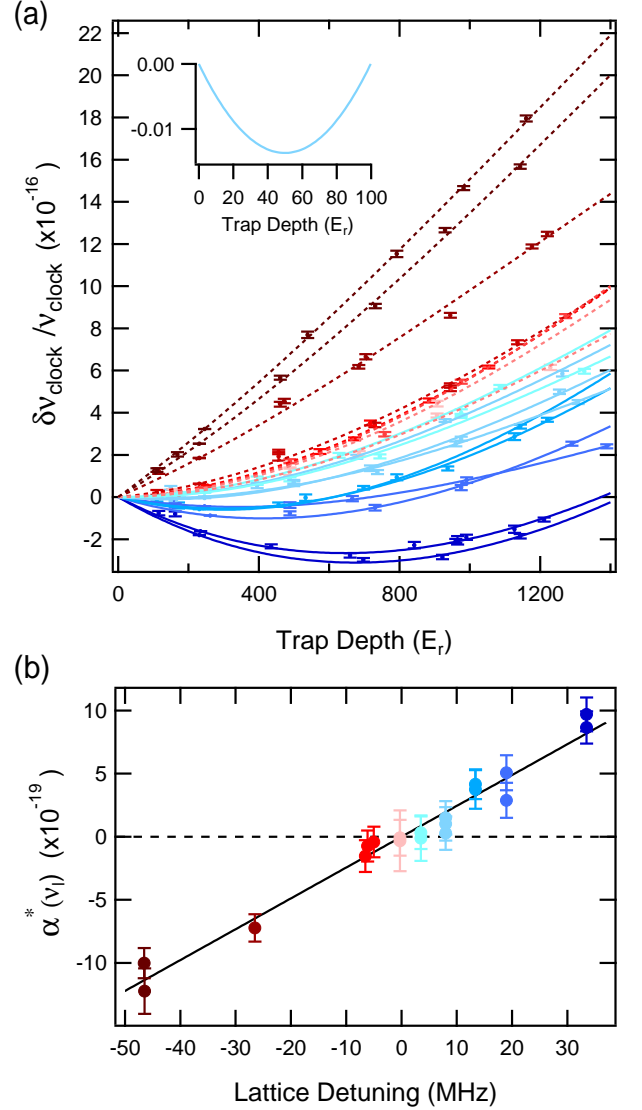 (a)
22
20
18
16
14
12
10
8
6
4
2
0
-2
δν_clock /ν_clock (x10^-16)
0.00
-0.01
0 20 40 60 80 100
Trap Depth (E_r)
0 400 800 1200
Trap Depth (E_r)
(b)
10
5
0
-5
-10
α^* (ν_l) (x10^-19)
-50 -40 -30 -20 -10 0 10 20 30
Lattice Detuning (MHz)